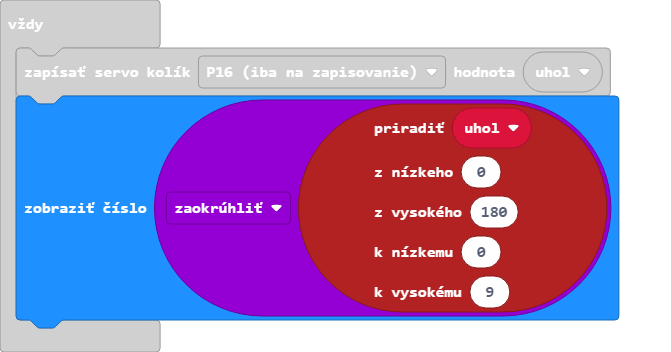 vždy
zapísať servo kolík P16 (iba na zapisovanie) hodnota uhol
priradiť uhol
z nízkeho 0
zobraziť číslo zaokrúhliť z vysokého 180
k nízkemu 0
k vysokému 9